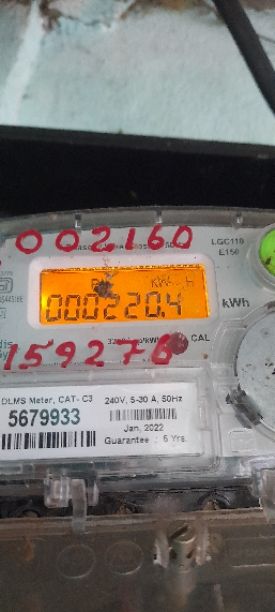 002160
LGC110
E150
000220.4
kWh
CAL
159276
DLMS Meter, CAT- C3
5679933
240V, 5-30 A, 50Hz
Jan, 2022
Guarantee : 5 Yrs.